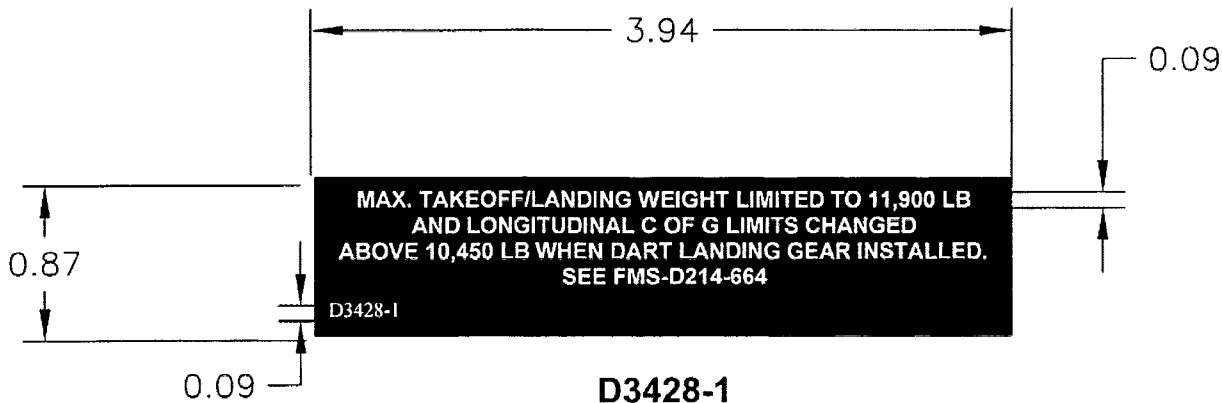 3.94
0.09
MAX. TAKEOFF/LANDING WEIGHT LIMITED TO 11,900 LB
AND LONGITUDINAL C OF G LIMITS CHANGED
ABOVE 10,450 LB WHEN DART LANDING GEAR INSTALLED.
SEE FMS-D214-664
0.87
D3428-1
0.09
D3428-1